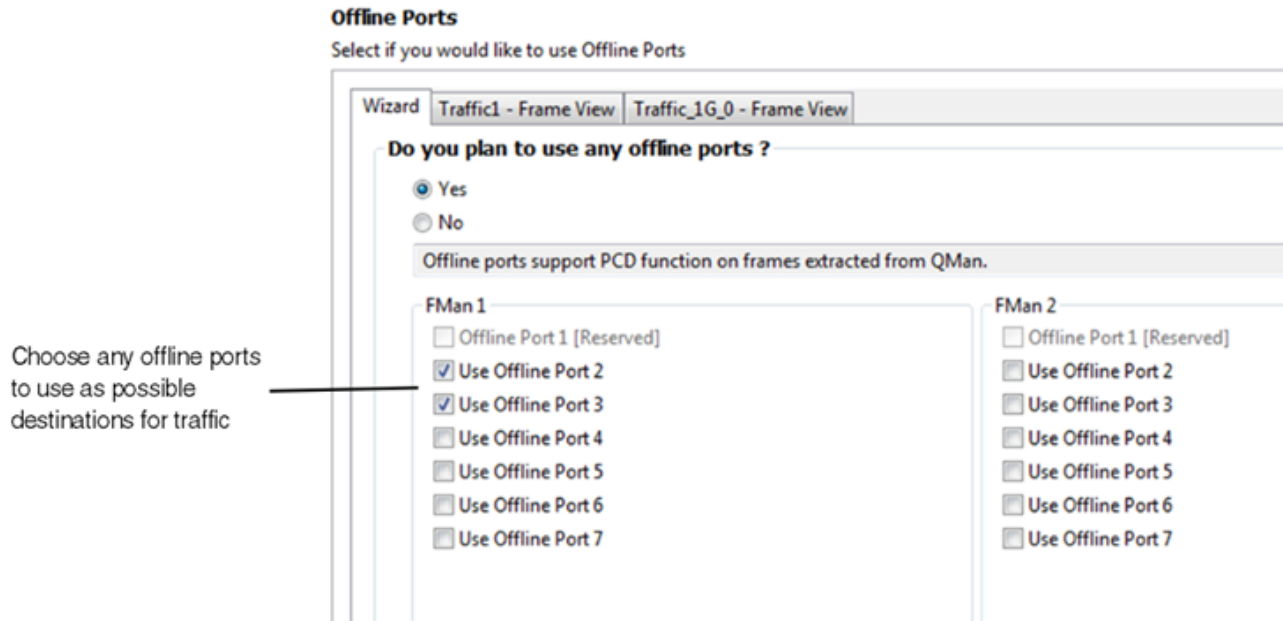 Offline Ports
Select if you would like to use Offline Ports
Wizard
Traffic1 - Frame View
Traffic_1G_0 - Frame View
Do you plan to use any offline ports ?
Yes
No
Offline ports support PCD function on frames extracted from QMan.
FMan 1
Offline Port 1 [Reserved]
Use Offline Port 2
Use Offline Port 3
Use Offline Port 4
Use Offline Port 5
Use Offline Port 6
Use Offline Port 7
FMan 2
Offline Port 1 [Reserved]
Use Offline Port 2
Use Offline Port 3
Use Offline Port 4
Use Offline Port 5
Use Offline Port 6
Use Offline Port 7
Choose any offline ports
to use as possible
destinations for traffic